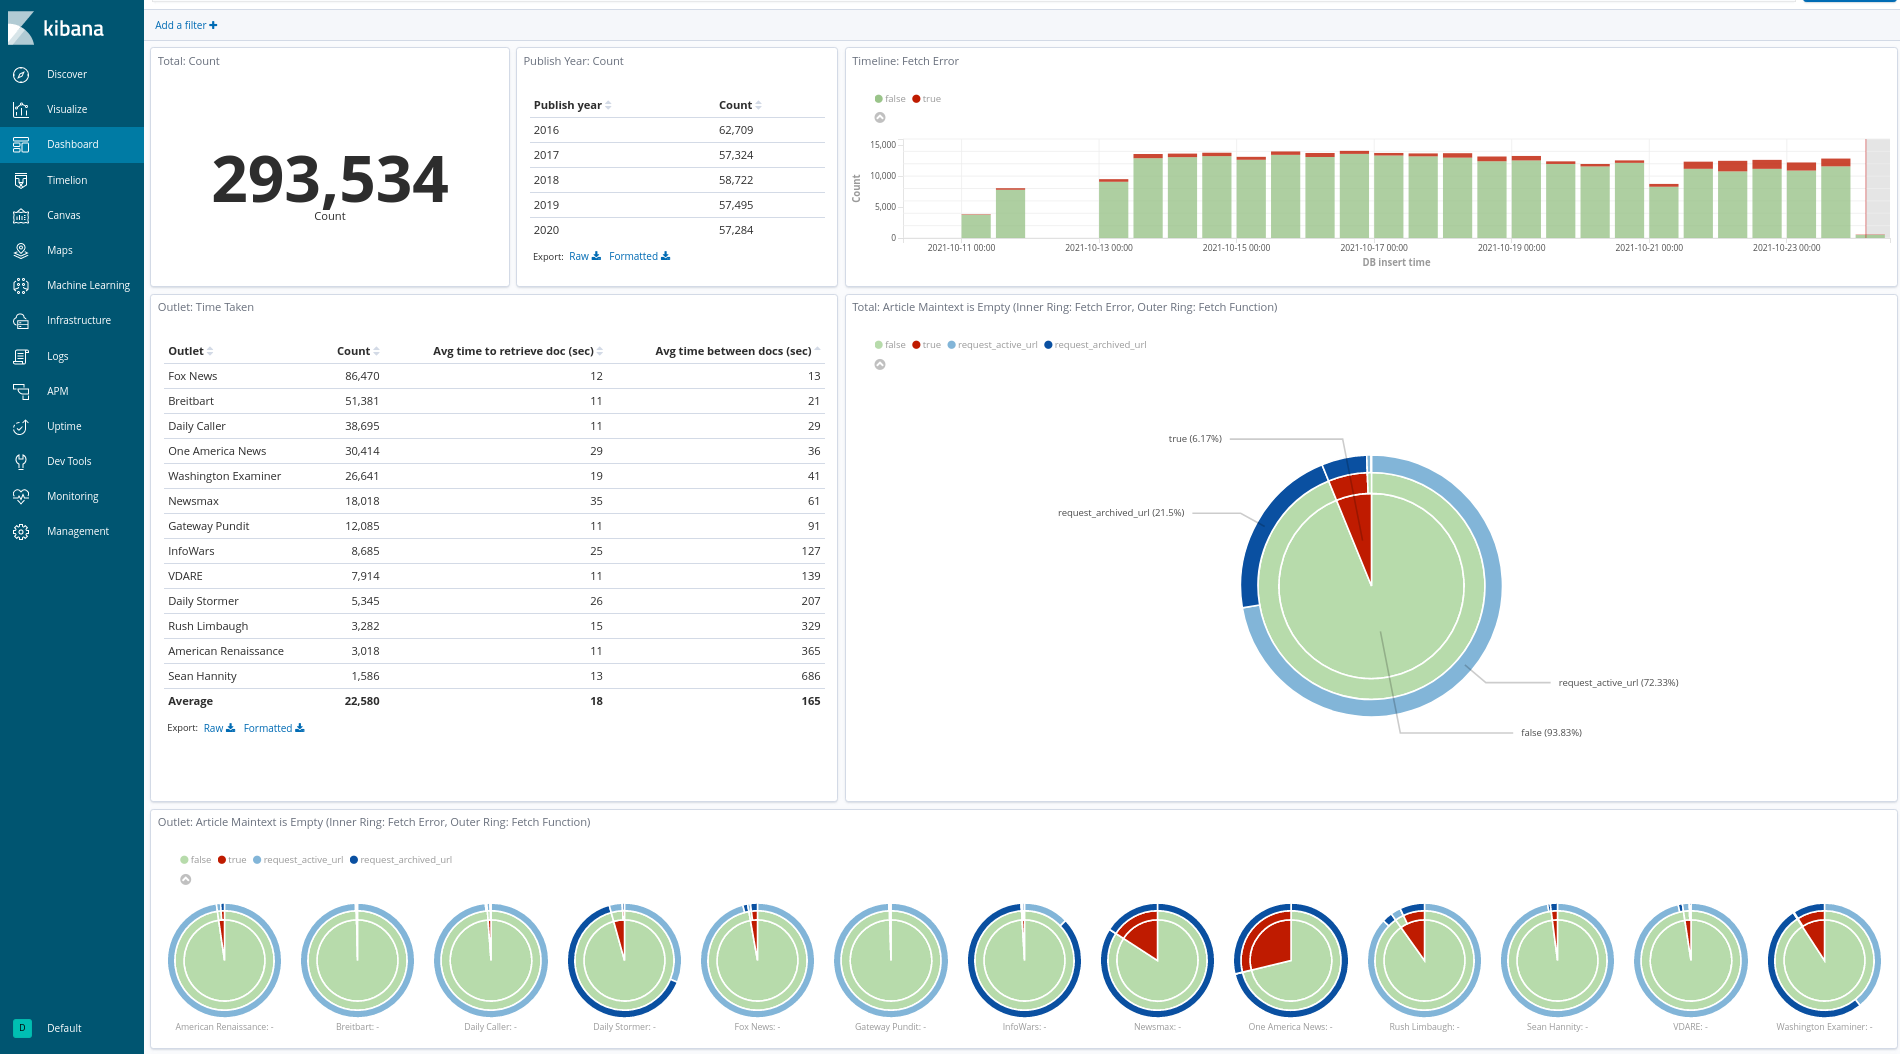 kibana
Discover
Visualize
Dashboard
Timelion
Canvas
Maps
Machine Learning
Infrastructure
Logs
APM
Uptime
Dev Tools
Monitoring
Management
D Default
Add a filter
Total: Count
293,534
Count
Publish Year: Count
Publish year Count
2016 62,709
2017 57,324
2018 58,722
2019 57,495
2020 57,284
Export: Raw Formatted
Timeline: Fetch Error
false true
15,000
10,000
5,000
0
Count
2021-10-11 00:00 2021-10-13 00:00 2021-10-15 00:00 2021-10-17 00:00 2021-10-19 00:00 2021-10-21 00:00 2021-10-23 00:00
DB insert time
Outlet: Time Taken
Outlet Count Avg time to retrieve doc (sec) Avg time between docs (sec)
Fox News 86,470 12 13
Breitbart 51,381 11 21
Daily Caller 38,695 11 29
One America News 30,414 29 36
Washington Examiner 26,641 19 41
Newsmax 18,018 35 61
Gateway Pundit 12,085 11 91
InfoWars 8,685 25 127
VDARE 7,914 11 139
Daily Stormer 5,345 26 207
Rush Limbaugh 3,282 15 329
American Renaissance 3,018 11 365
Sean Hannity 1,586 13 686
Average 22,580 18 165
Export: Raw Formatted
Total: Article Maintext is Empty (Inner Ring: Fetch Error, Outer Ring: Fetch Function)
false true request_active_url request_archived_url
true (6.17%)
request_archived_url (21.5%)
request_active_url (72.33%)
false (93.83%)
Outlet: Article Maintext is Empty (Inner Ring: Fetch Error, Outer Ring: Fetch Function)
false true request_active_url request_archived_url
American Renaissance: - Breitbart: - Daily Caller: - Daily Stormer: - Fox News: - Gateway Pundit: - InfoWars: - Newsmax: - One America News: - Rush Limbaugh: - Sean Hannity: - VDARE: - Washington Examiner: -